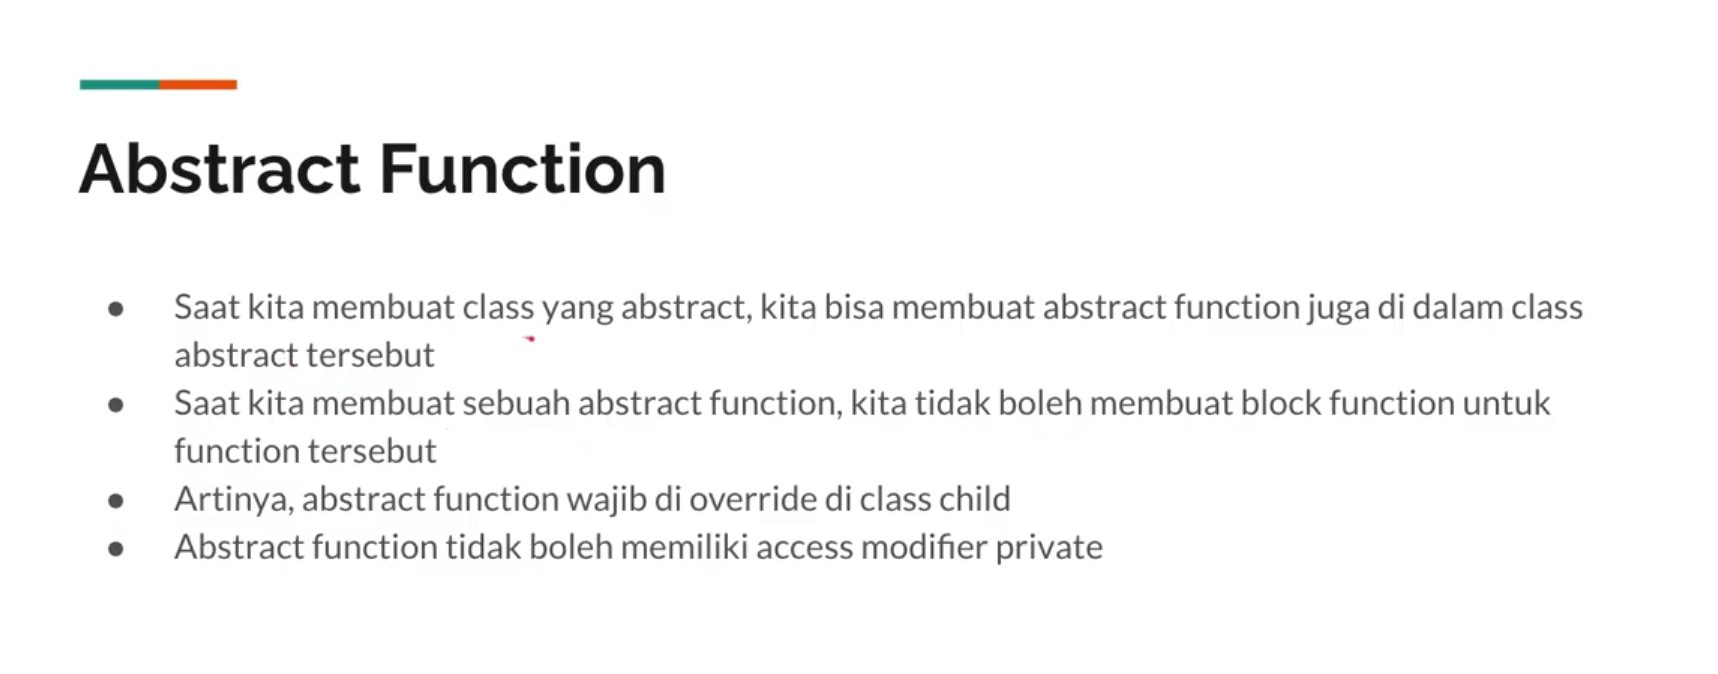 Abstract Function
● Saat kita membuat class yang abstract, kita bisa membuat abstract function juga di dalam class
abstract tersebut
● Saat kita membuat sebuah abstract function, kita tidak boleh membuat block function untuk
function tersebut
● Artinya, abstract function wajib di override di class child
● Abstract function tidak boleh memiliki access modifier private